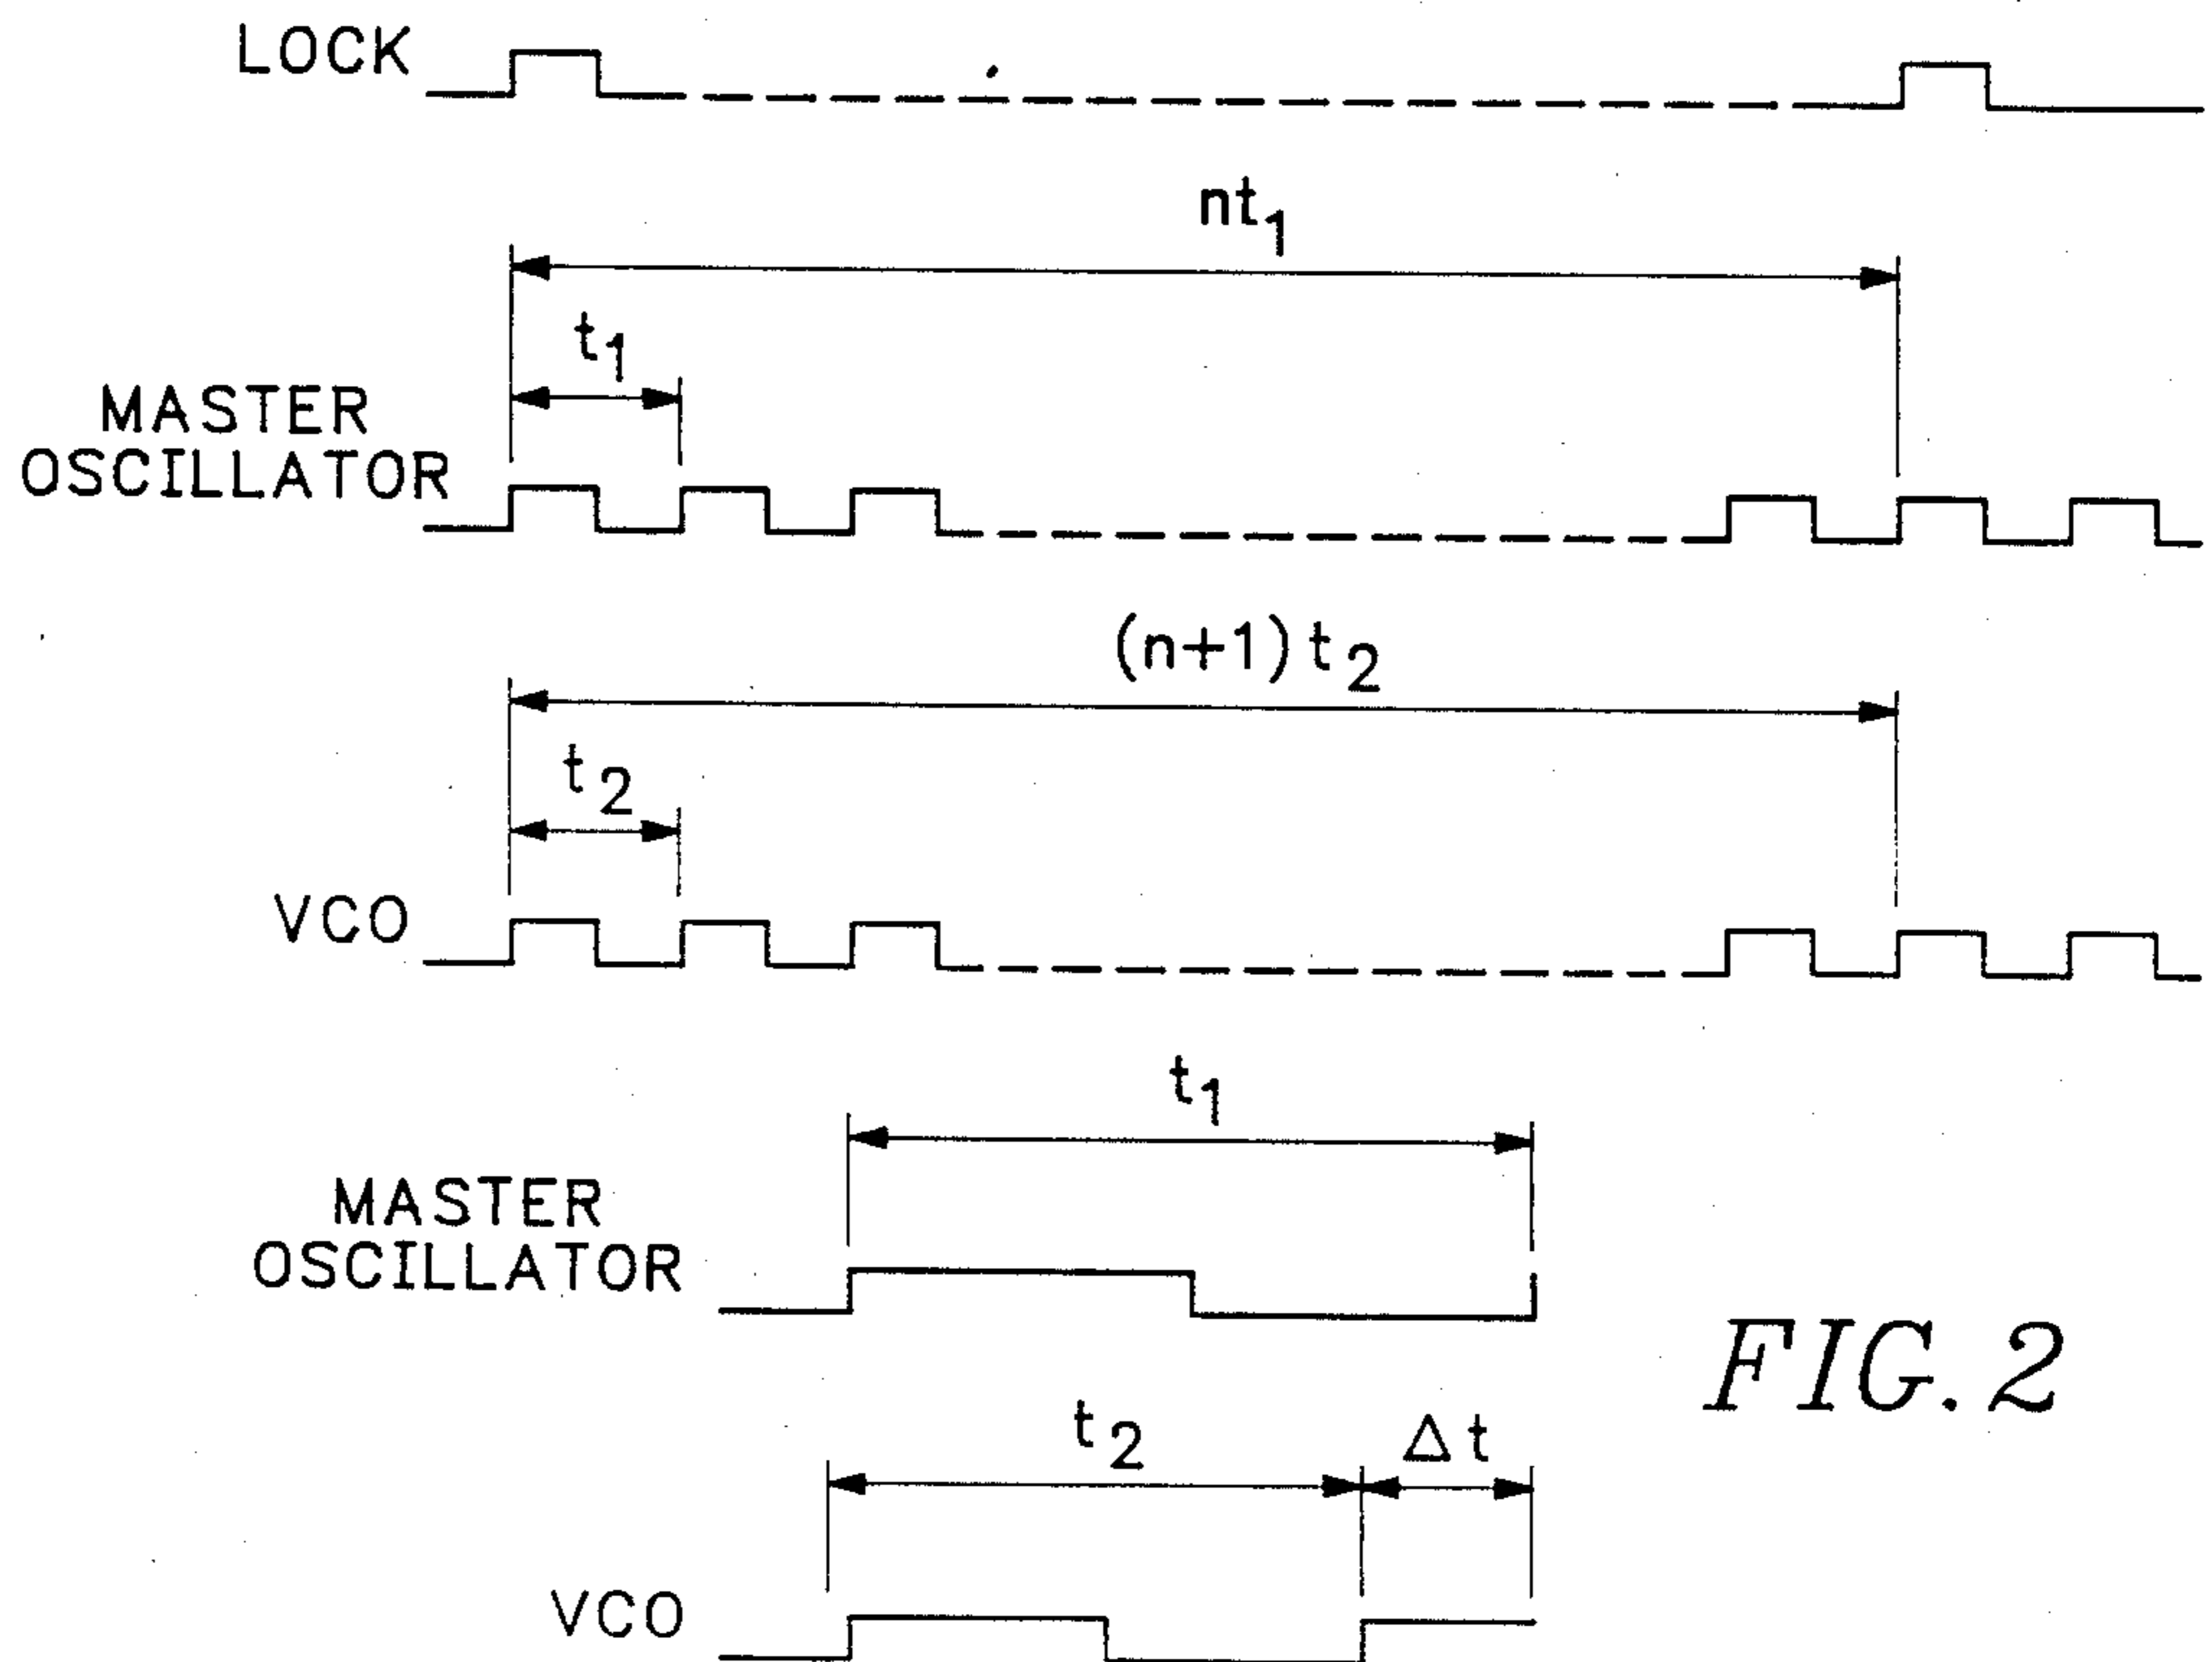 LOCK
nt₁
t₁
MASTER
OSCILLATOR
(n+1)t₂
t₂
VCO
t₁
MASTER
OSCILLATOR
t₂ Δt
VCO
FIG. 2